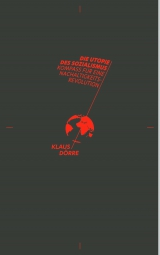 DIE UTOPIE
DES SOZIALISMUS
KOMPASS FÜR EINE
NACHHALTIGKEITS-
REVOLUTION
KLAUS
DÖRRE